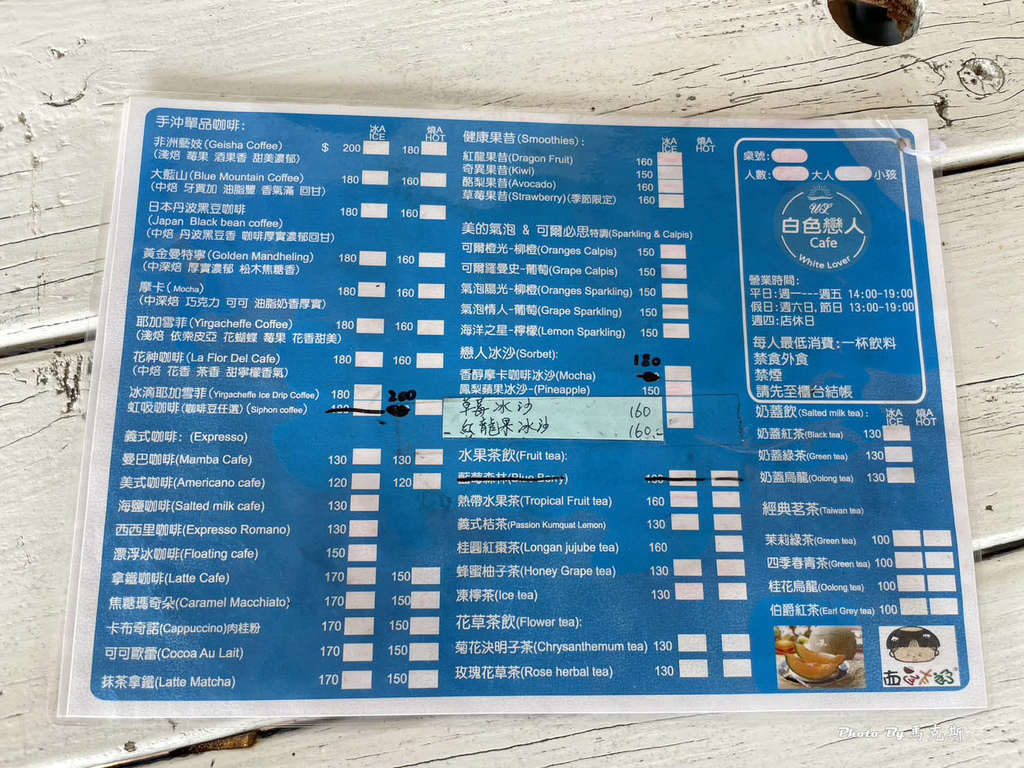 手沖單品咖啡:
冰A ICE 燒A HOT
非洲藝妓(Geisha Coffee) $ 200 180
(淺焙 莓果 酒果香 甜美濃郁)
大藍山(Blue Mountain Coffee) 180 160
(中焙 牙買加 油脂豐 香氣滿 回甘)
日本丹波黑豆咖啡 180 160
(Japan Black bean coffee)
(中焙 丹波黑豆香 咖啡厚實濃郁回甘)
黃金曼特寧(Golden Mandheling) 180 160
(中深焙 厚實濃郁 松木焦糖香)
摩卡(Mocha) 180 160
(中深焙 巧克力 可可 油脂奶香厚實)
耶加雪菲(Yirgacheffe Coffee) 180 160
(淺焙 依索皮亞 花蝴蝶 莓果 花香甜美)
花神咖啡(La Flor Del Cafe) 180 160
(中焙 花香 茶香 甜檸檬香氣)
冰滴耶加雪菲(Yirgacheffe Ice Drip Coffee) 180
虹吸咖啡(咖啡豆任選)(Siphon coffee) 180 200
義式咖啡: (Expresso)
曼巴咖啡(Mamba Cafe) 130 130
美式咖啡(Americano cafe) 120 120
海鹽咖啡(Salted milk cafe) 130
西西里咖啡(Expresso Romano) 130
漂浮冰咖啡(Floating cafe) 150
拿鐵咖啡(Latte Cafe) 170 150
焦糖瑪奇朵(Caramel Macchiato) 170 150
卡布奇諾(Cappuccino)肉桂粉 170 150
可可歐蕾(Cocoa Au Lait) 170 150
抹茶拿鐵(Latte Matcha) 170 150
健康果昔(Smoothies):
冰A ICE 燒A HOT
紅龍果昔(Dragon Fruit) 160
奇異果昔(Kiwi) 150
酪梨果昔(Avocado) 160
草莓果昔(Strawberry)(季節限定) 160
美的氣泡 & 可爾必思特調(Sparking & Calpis)
可爾橙光-柳橙(Oranges Calpis) 150
可爾羅曼史-葡萄(Grape Calpis) 150
氣泡陽光-柳橙(Oranges Sparkling) 150
氣泡情人-葡萄(Grape Sparkling) 150
海洋之星-檸檬(Lemon Sparkling) 150
戀人冰沙(Sorbet):
180
香醇摩卡咖啡冰沙(Mocha)
鳳梨蘋果冰沙-(Pineapple) 150
草莓冰沙 160
紅龍果冰沙 160.-
水果茶飲(Fruit tea):
藍莓森林(Blue Berry) 160
熱帶水果茶(Tropical Fruit tea) 160
義式桔茶(Passion Kumquat Lemon) 130
桂圓紅棗茶(Longan jujube tea) 160
蜂蜜柚子茶(Honey Grape tea) 130
凍檸茶(Ice tea) 130
花草茶飲(Flower tea):
菊花決明子茶(Chrysanthemum tea) 130
玫瑰花草茶(Rose herbal tea) 130
桌號:
人數: 大人 小孩
WL
白色戀人
Cafe
White Lover
營業時間:
平日:週一----週五 14:00-19:00
假日:週六日,節日 13:00-19:00
週四:店休日
每人最低消費:一杯飲料
禁食外食
禁煙
請先至櫃台結帳
奶蓋飲(Salted milk tea): 冰A ICE 燒A HOT
奶蓋紅茶(Black tea) 130
奶蓋綠茶(Green tea) 130
奶蓋烏龍(Oolong tea) 130
經典茗茶(Taiwan tea)
茉莉綠茶(Green tea) 100
四季春青茶(Green tea) 100
桂花烏龍(Oolong tea) 100
伯爵紅茶(Earl Grey tea) 100
Photo By 馬克斯